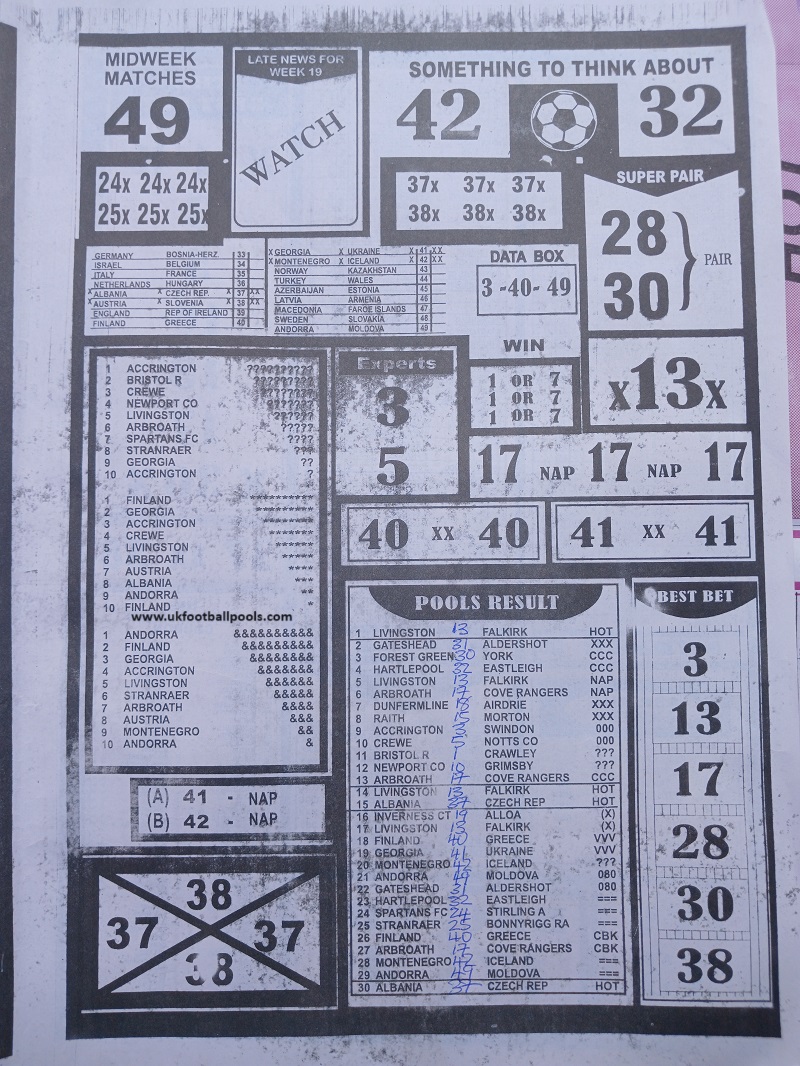 MIDWEEK
MATCHES
49
24x 24x 24x
25x 25x 25x
LATE NEWS FOR
WEEK 19
WATCH
SOMETHING TO THINK ABOUT
42 32
37x 37x 37x
38x 38x 38x
SUPER PAIR
28
30
PAIR
GERMANY BOSNIA-HERZ. 33
ISRAEL BELGIUM 34
ITALY FRANCE 35
NETHERLANDS HUNGARY 36
X ALBANIA X CZECH REP. X 37 XX
X AUSTRIA X SLOVENIA X 38 XX
ENGLAND REP OF IRELAND 39
FINLAND GREECE 40
X GEORGIA X UKRAINE X 41 XX
X MONTENEGRO X ICELAND X 42 XX
NORWAY KAZAKHSTAN 43
TURKEY WALES 44
AZERBAIJAN ESTONIA 45
LATVIA ARMENIA 46
MACEDONIA FAROE ISLANDS 47
SWEDEN SLOVAKIA 48
ANDORRA MOLDOVA 49
DATA BOX
3 -40- 49
WIN
1 OR 7
1 OR 7
1 OR 7
x13x
Experts
3
5
17 NAP 17 NAP 17
40 XX 40
41 XX 41
1 ACCRINGTON ??????????
2 BRISTOL R ?????????
3 CREWE ????????
4 NEWPORT CO ???????
5 LIVINGSTON ??????
6 ARBROATH ?????
7 SPARTANS FC ????
8 STRANRAER ???
9 GEORGIA ??
10 ACCRINGTON ?
1 FINLAND **********
2 GEORGIA *********
3 ACCRINGTON ********
4 CREWE *******
5 LIVINGSTON ******
6 ARBROATH *****
7 AUSTRIA ****
8 ALBANIA ***
9 ANDORRA **
10 FINLAND *
www.ukfootballpools.com
1 ANDORRA &&&&&&&&&&
2 FINLAND &&&&&&&&&
3 GEORGIA &&&&&&&&
4 ACCRINGTON &&&&&&&
5 LIVINGSTON &&&&&&
6 STRANRAER &&&&&
7 ARBROATH &&&&
8 AUSTRIA &&&
9 MONTENEGRO &&
10 ANDORRA &
(A) 41 - NAP
(B) 42 - NAP
38
37 37
38
POOLS RESULT
1 LIVINGSTON 13 FALKIRK HOT
2 GATESHEAD 31 ALDERSHOT XXX
3 FOREST GREEN 30 YORK CCC
4 HARTLEPOOL 32 EASTLEIGH CCC
5 LIVINGSTON 13 FALKIRK NAP
6 ARBROATH 17 COVE RANGERS NAP
7 DUNFERMLINE 18 AIRDRIE XXX
8 RAITH 15 MORTON XXX
9 ACCRINGTON 3 SWINDON 000
10 CREWE 5 NOTTS CO 000
11 BRISTOL R 1 CRAWLEY ???
12 NEWPORT CO 10 GRIMSBY ???
13 ARBROATH 17 COVE RANGERS CCC
14 LIVINGSTON 13 FALKIRK HOT
15 ALBANIA 37 CZECH REP HOT
16 INVERNESS CT 19 ALLOA (X)
17 LIVINGSTON 13 FALKIRK (X)
18 FINLAND 40 GREECE VVV
19 GEORGIA 41 UKRAINE VVV
20 MONTENEGRO 42 ICELAND ???
21 ANDORRA 49 MOLDOVA 080
22 GATESHEAD 31 ALDERSHOT 080
23 HARTLEPOOL 32 EASTLEIGH ===
24 SPARTANS FC 24 STIRLING A ===
25 STRANRAER 25 BONNYRIGG RA ===
26 FINLAND 40 GREECE CBK
27 ARBROATH 17 COVE RANGERS CBK
28 MONTENEGRO 42 ICELAND ===
29 ANDORRA 49 MOLDOVA ===
30 ALBANIA 37 CZECH REP HOT
BEST BET
3
13
17
28
30
38